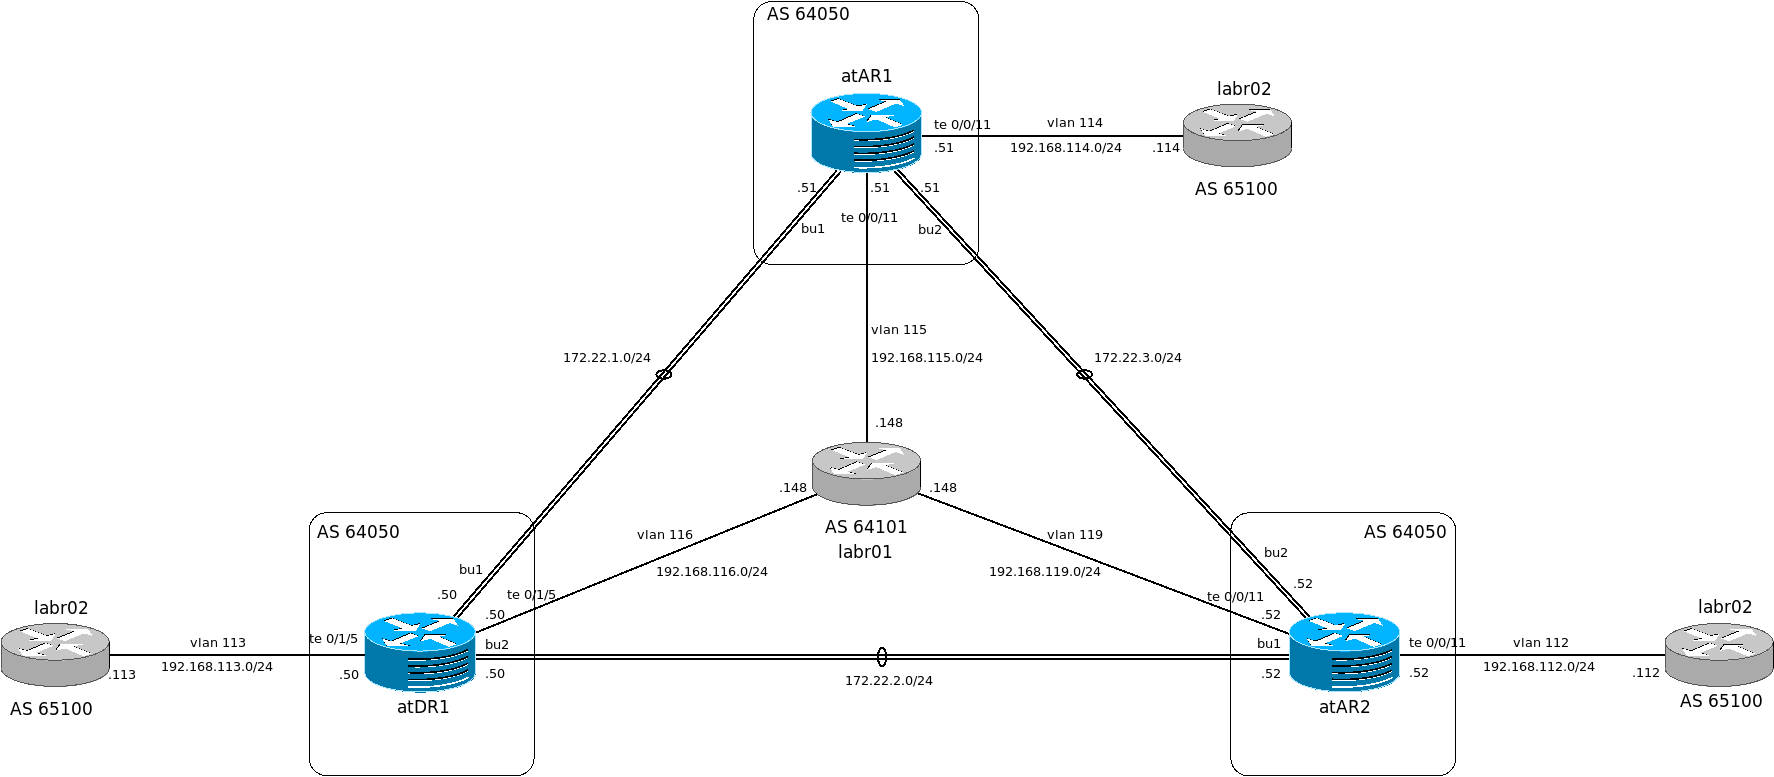 AS 64050
atAR1
labr02
te 0/0/11
vlan 114
.51
192.168.114.0/24
.114
AS 65100
.51
.51
.51
te 0/0/11
bu1
bu2
vlan 115
172.22.1.0/24
192.168.115.0/24
172.22.3.0/24
.148
.148
.148
AS 64101
labr01
AS 64050
vlan 116
vlan 119
AS 64050
192.168.116.0/24
192.168.119.0/24
bu1
bu2
.50
te 0/1/5
te 0/0/11
.52
labr02
.50
.52
labr02
vlan 113
te 0/1/5
bu2
bu1
te 0/0/11
vlan 112
192.168.113.0/24
192.168.112.0/24
.113
.50
.50
172.22.2.0/24
.52
.52
.112
AS 65100
atDR1
atAR2
AS 65100